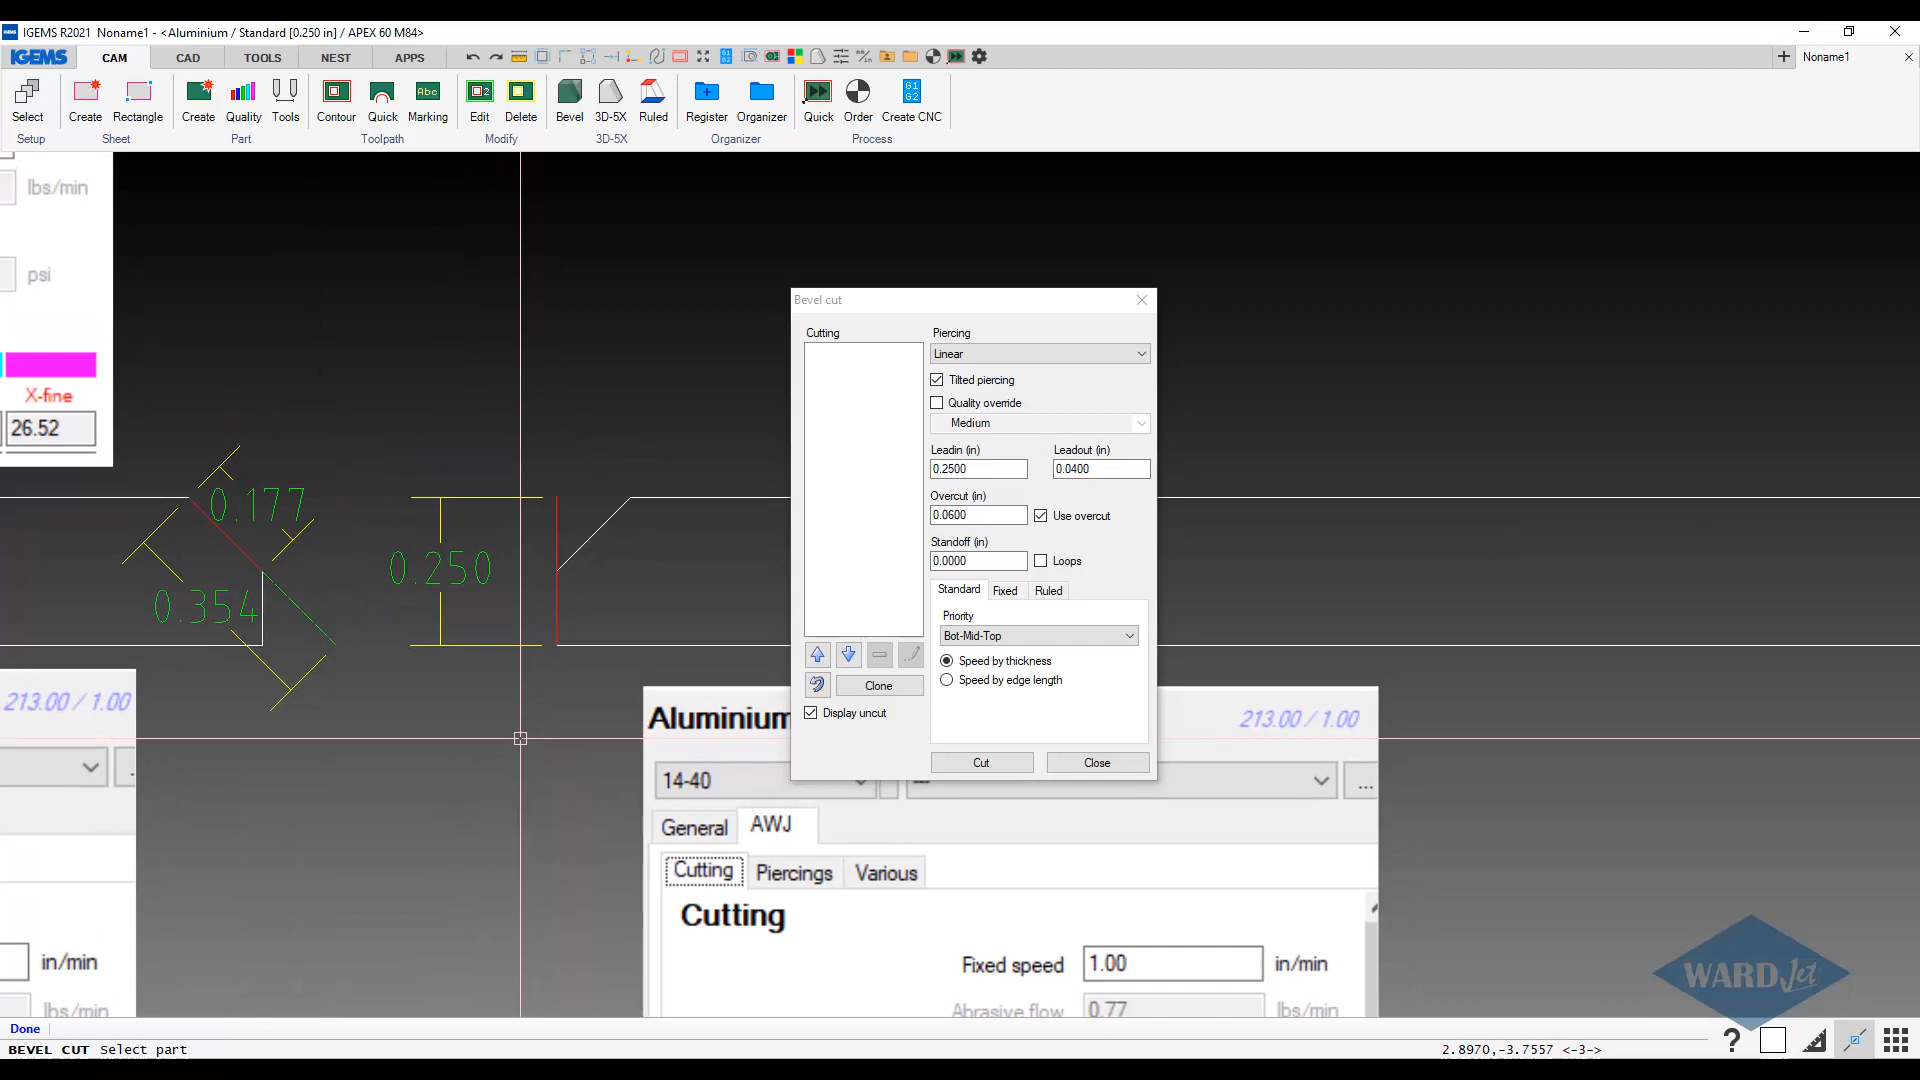 IGEMS R2021 Noname1 - <Aluminium / Standard [0.250 in] / APEX 60 M84>
IGEMS CAM CAD TOOLS NEST APPS Noname1
Select Create Rectangle Create Quality Tools Contour Quick Marking Edit Delete Bevel 3D-5X Ruled Register Organizer Quick Order Create CNC
Setup Sheet Part Toolpath Modify 3D-5X Organizer Process
lbs/min
psi
X-fine
26.52
0.177
0.354
0.250
213.00 / 1.00
in/min
lbs/min
Bevel cut
Cutting
Piercing
Linear
Tilted piercing
Quality override
Medium
Leadin (in) Leadout (in)
0.2500 0.0400
Overcut (in)
0.0600 Use overcut
Standoff (in)
0.0000 Loops
Standard Fixed Ruled
Priority
Bot-Mid-Top
Speed by thickness
Speed by edge length
Clone
Display uncut
Cut Close
Aluminium 213.00 / 1.00
14-40 ...
General AWJ
Cutting Piercings Various
Cutting
Fixed speed 1.00 in/min
Abrasive flow 0.77 lbs/min
WARDJet
Done
BEVEL CUT Select part
2.8970,-3.7557 <-3->